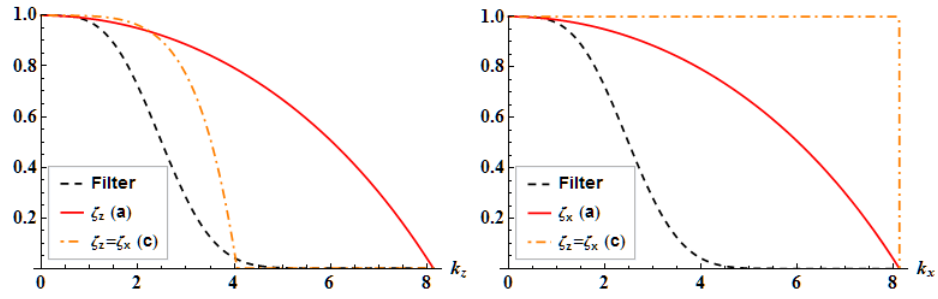 1.0
0.8
0.6
0.4
0.2
Filter
ζz (a)
ζz=ζx (c)
0 2 4 6 8 kz
1.0
0.8
0.6
0.4
0.2
Filter
ζx (a)
ζz=ζx (c)
0 2 4 6 8 kx